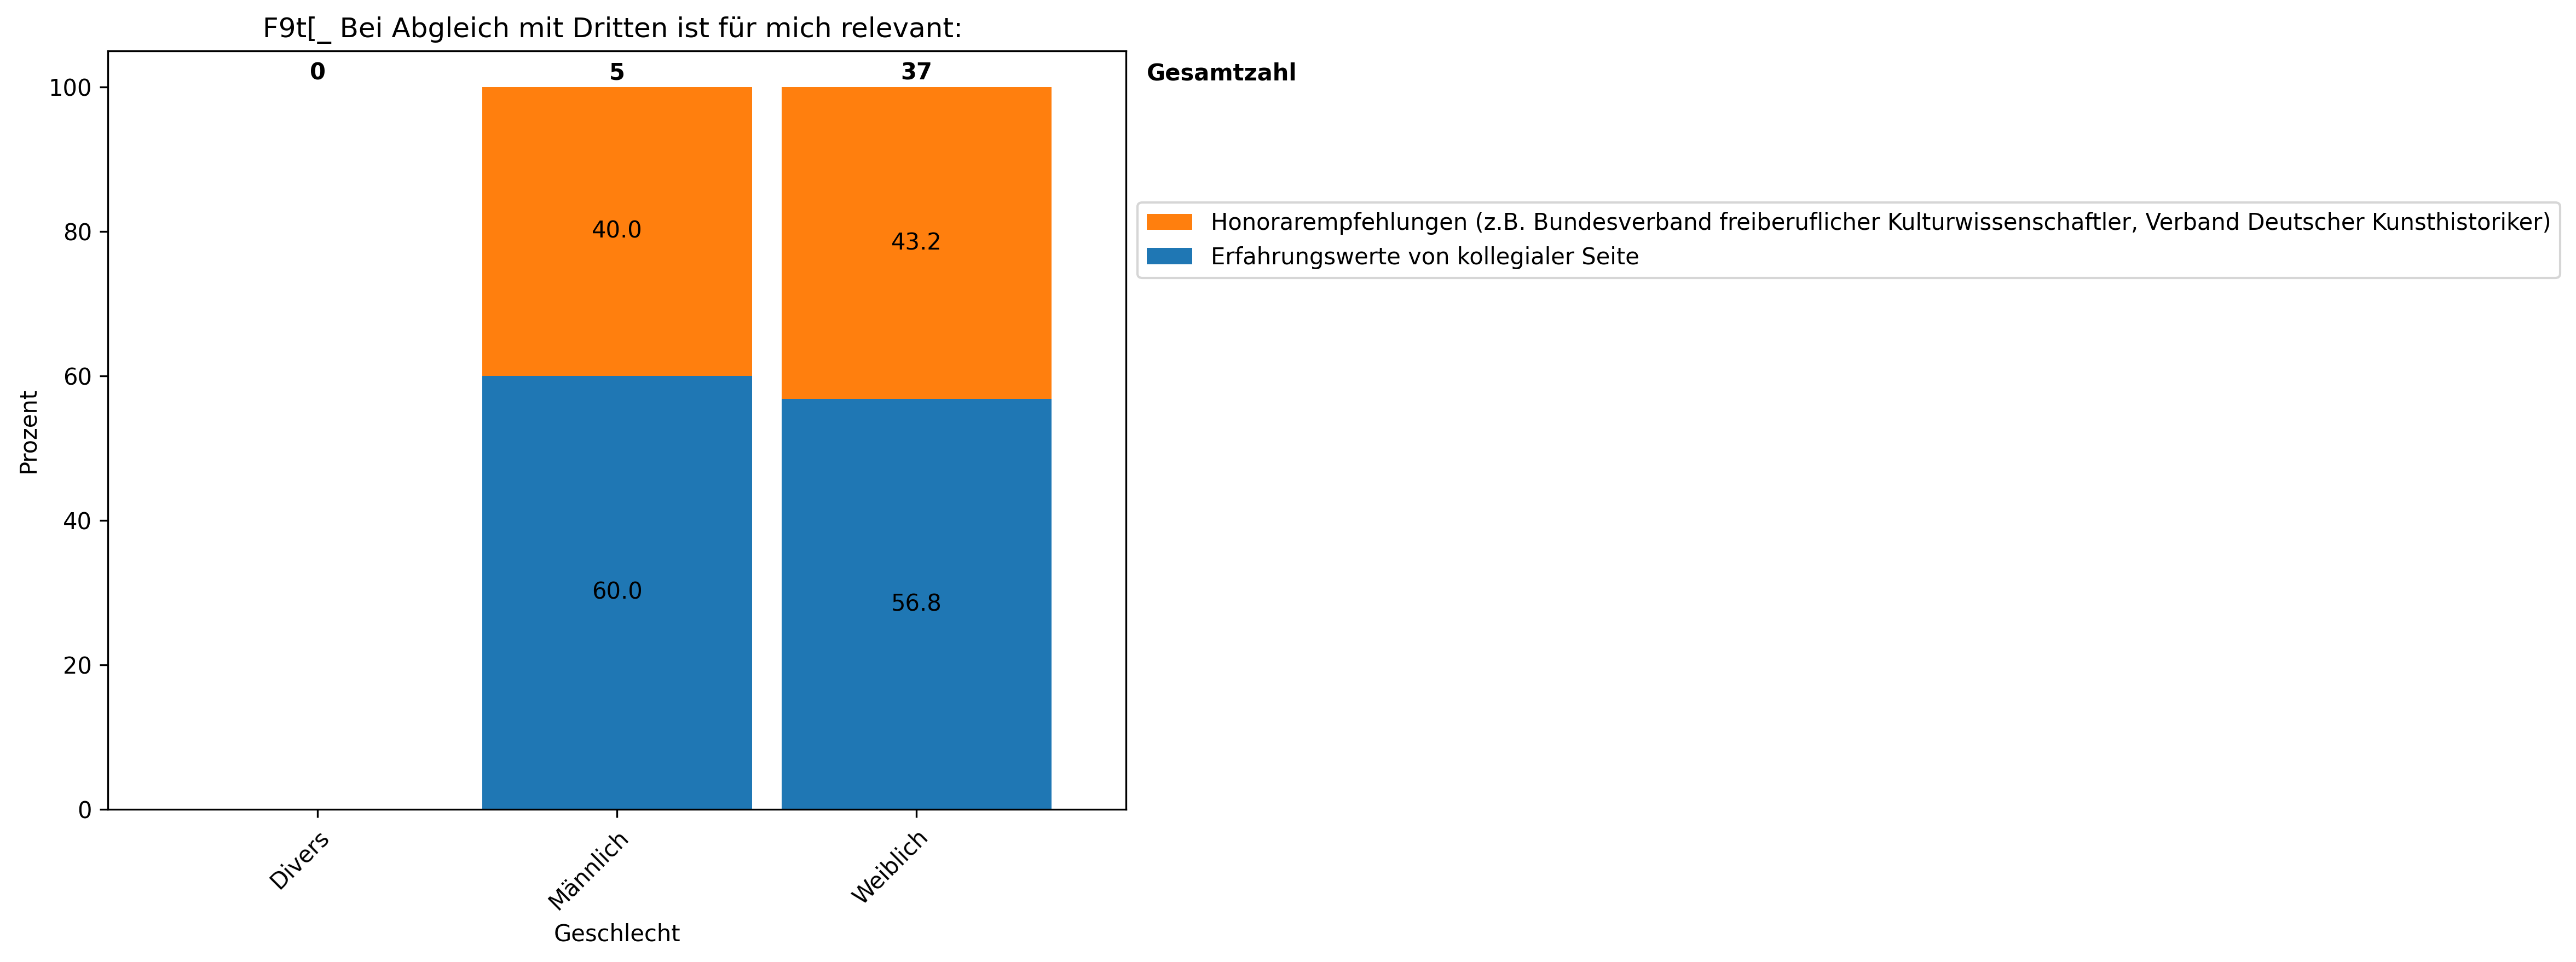 F9t[_ Bei Abgleich mit Dritten ist für mich relevant:
0 5 37 Gesamtzahl
100
80
60
40
20
0
Prozent
40.0 43.2
60.0 56.8
Honorarempfehlungen (z.B. Bundesverband freiberuflicher Kulturwissenschaftler, Verband Deutscher Kunsthistoriker)
Erfahrungswerte von kollegialer Seite
Divers Männlich Weiblich
Geschlecht